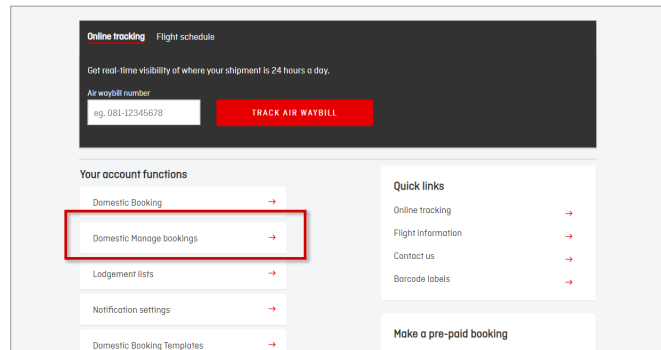 Online tracking Flight schedule
Get real-time visibility of where your shipment is 24 hours a day.
Air waybill number
eg. 081-12345678 TRACK AIR WAYBILL
Your account functions
Domestic Booking
Domestic Manage bookings
Lodgement lists
Notification settings
Domestic Booking Templates
Quick links
Online tracking
Flight information
Contact us
Barcode labels
Make a pre-paid booking